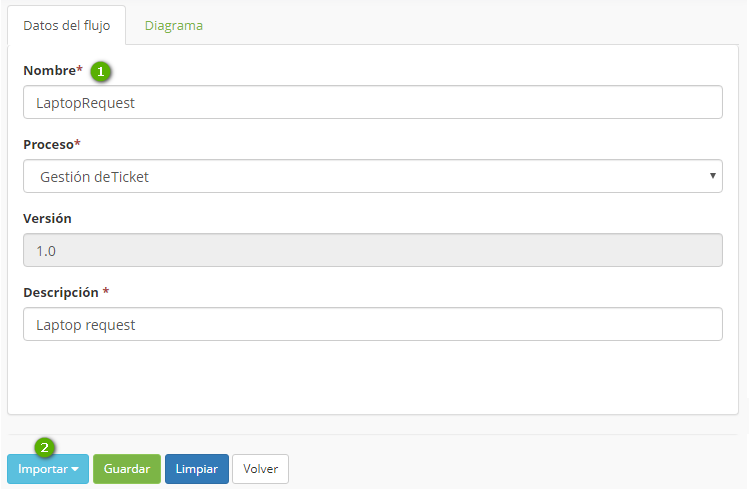 Datos del flujo Diagrama
Nombre* 1
LaptopRequest
Proceso*
Gestión deTicket
Versión
1.0
Descripción *
Laptop request
2
Importar Guardar Limpiar Volver